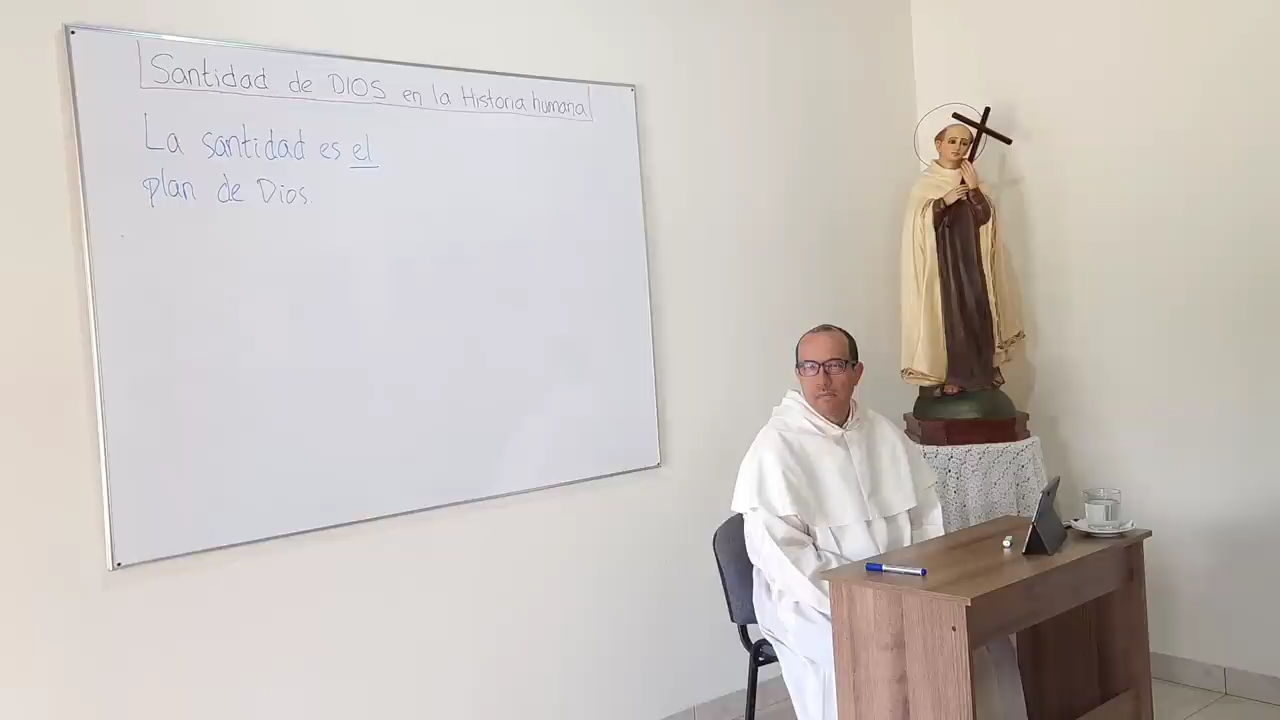 Santidad de DIOS en la Historia humana
La santidad es el
plan de Dios.